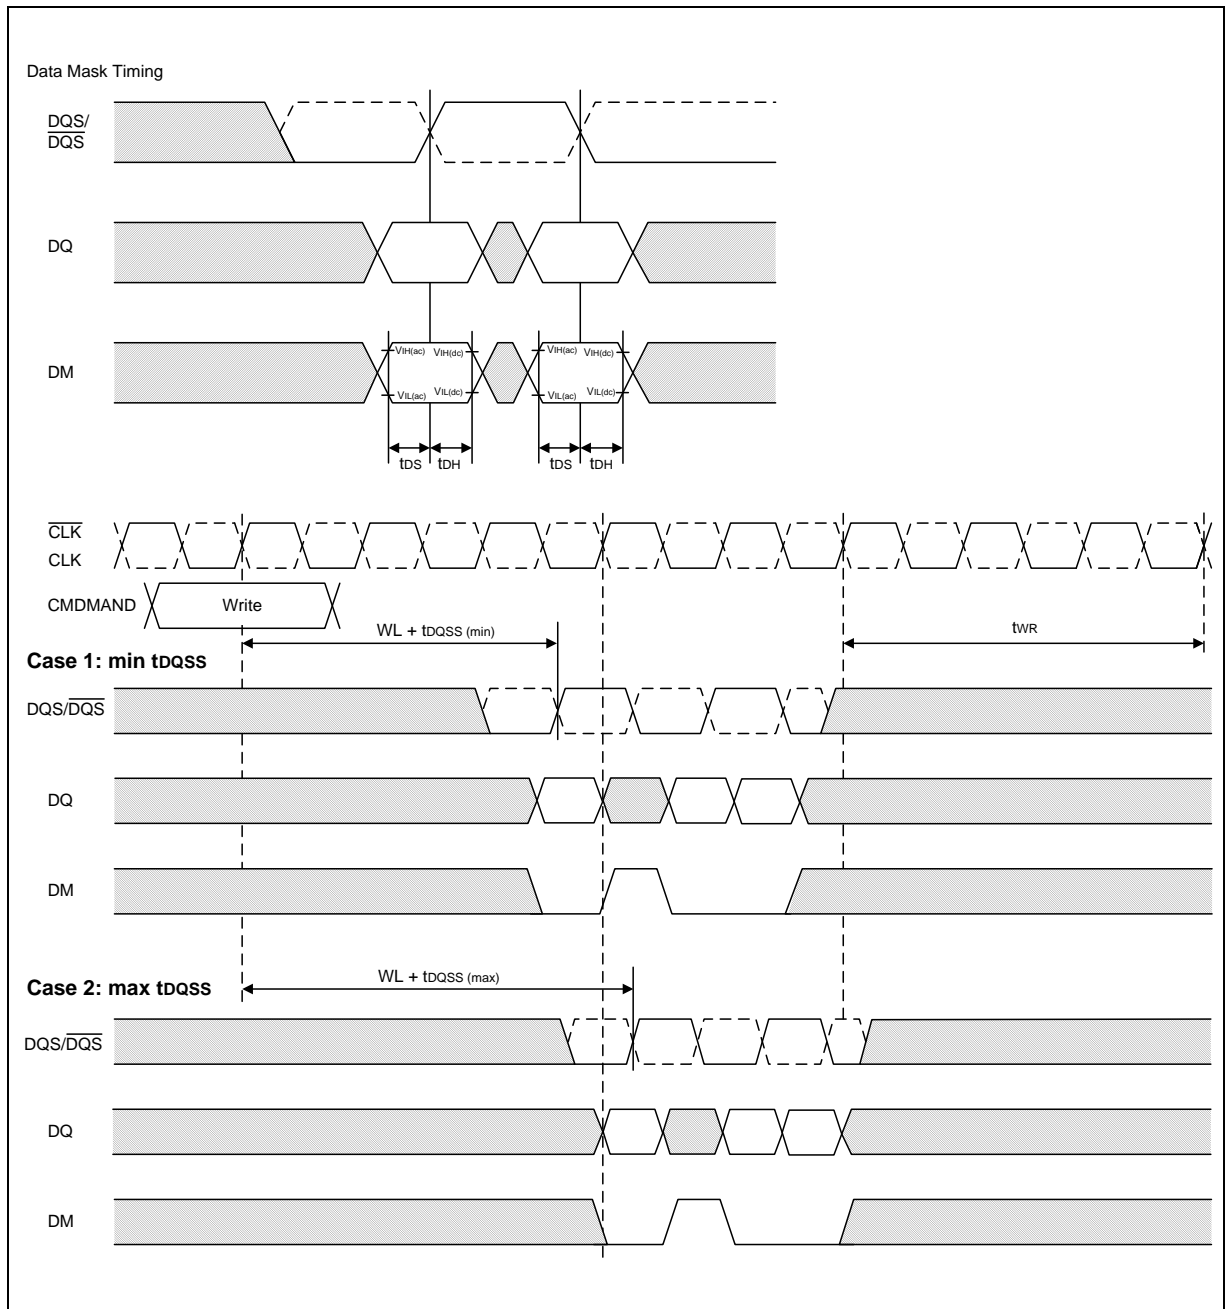 Data Mask Timing
DQS/
DQS
DQ
DM
VIH(ac) VIH(dc) VIH(ac) VIH(dc)
VIL(ac) VIL(dc) VIL(ac) VIL(dc)
tDS tDH tDS tDH
CLK
CLK
CMDMAND Write
WL + tDQSS (min) tWR
Case 1: min tDQSS
DQS/DQS
DQ
DM
WL + tDQSS (max)
Case 2: max tDQSS
DQS/DQS
DQ
DM